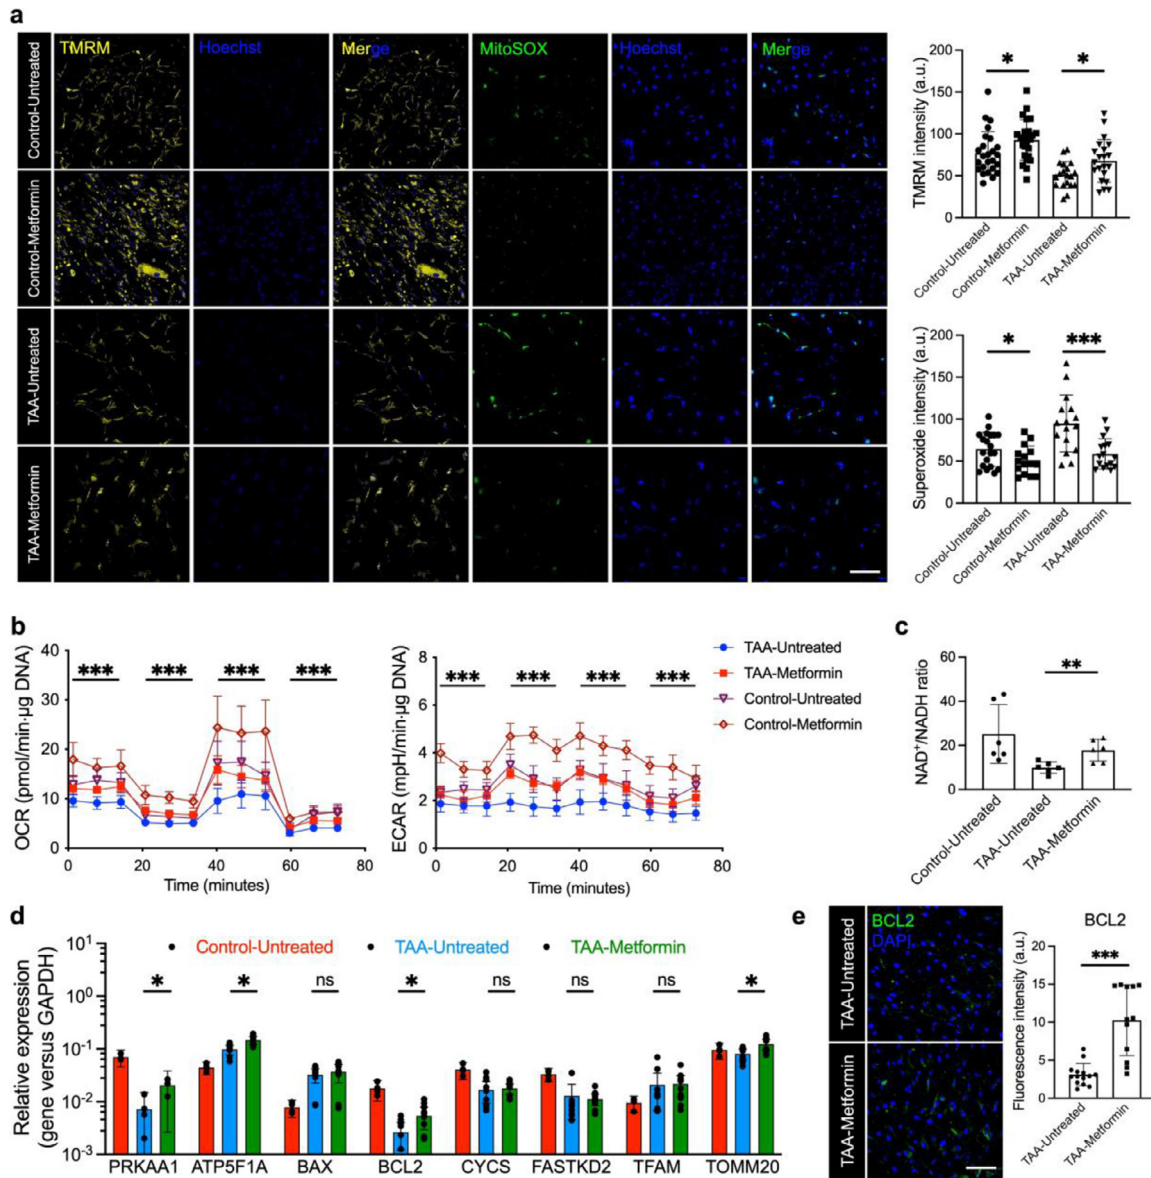 a
TMRM
Hoechst
Merge
MitoSOX
Hoechst
Merge
Control-Untreated
Control-Metformin
TAA-Untreated
TAA-Metformin
TMRM intensity (a.u.)
200
150
100
50
0
*
*
Control-Untreated
Control-Metformin
TAA-Untreated
TAA-Metformin
Superoxide intensity (a.u.)
200
150
100
50
0
*
***
Control-Untreated
Control-Metformin
TAA-Untreated
TAA-Metformin
b
OCR (pmol/min·μg DNA)
40
30
20
10
0
*** *** *** ***
0 20 40 60 80
Time (minutes)
ECAR (mpH/min·μg DNA)
8
6
4
2
0
*** *** *** ***
0 20 40 60 80
Time (minutes)
TAA-Untreated
TAA-Metformin
Control-Untreated
Control-Metformin
c
NAD⁺/NADH ratio
60
40
20
0
**
Control-Untreated
TAA-Untreated
TAA-Metformin
d
Relative expression
(gene versus GAPDH)
10¹
10⁰
10⁻¹
10⁻²
10⁻³
Control-Untreated
TAA-Untreated
TAA-Metformin
* * ns * ns ns ns *
PRKAA1 ATP5F1A BAX BCL2 CYCS FASTKD2 TFAM TOMM20
e
BCL2
DAPI
TAA-Untreated
TAA-Metformin
BCL2
Fluorescence intensity (a.u.)
20
15
10
5
0
***
TAA-Untreated
TAA-Metformin